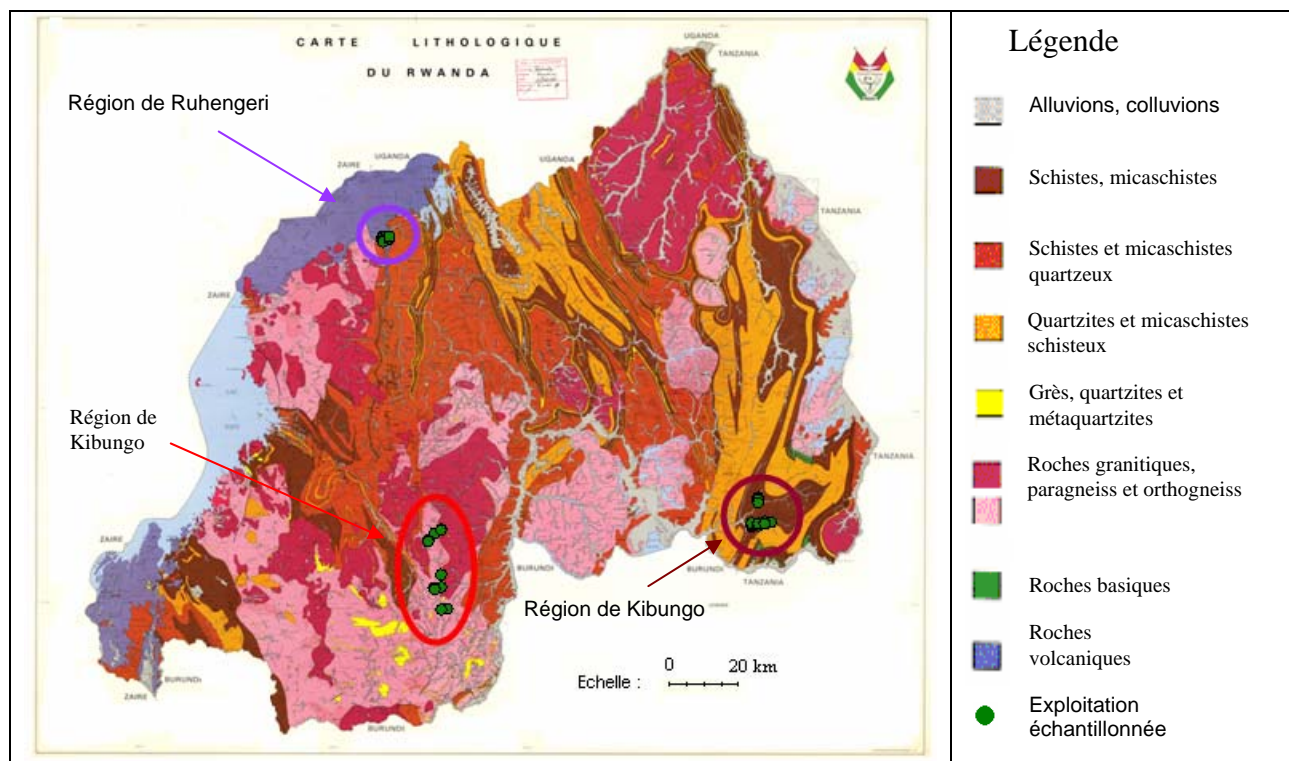 CARTE LITHOLOGIQUE
DU RWANDA
UGANDA
TANZANIA
Région de Ruhengeri
ZAIRE
UGANDA
UGANDA
TANZANIA
ZAIRE
ZAIRE
Région de
Kibungo
TANZANIA
ZAIRE
BURUNDI
BURUNDI
TANZANIA
Région de Kibungo
BURUNDI
ZAIRE
BURUNDI
0 20 km
Echelle :
Légende
Alluvions, colluvions
Schistes, micaschistes
Schistes et micaschistes
quartzeux
Quartzites et micaschistes
schisteux
Grès, quartzites et
métaquartzites
Roches granitiques,
paragneiss et orthogneiss
Roches basiques
Roches
volcaniques
Exploitation
échantillonnée